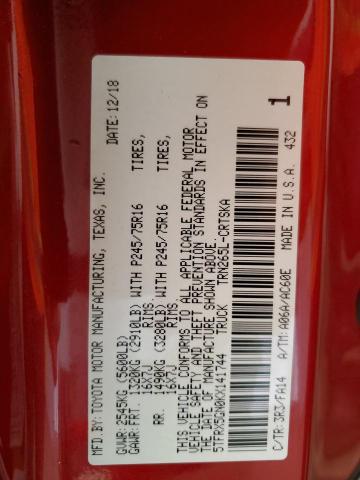 MFD. BY: TOYOTA MOTOR MANUFACTURING, TEXAS, INC.
DATE: 12/18
GVWR: 2545KG (5600LB)
GAWR: FRT. 1320KG (2910LB) WITH P245/75R16 TIRES,
16X7J RIMS.
RR. 1490KG (3280LB) WITH P245/75R16 TIRES,
16X7J RIMS.
THIS VEHICLE CONFORMS TO ALL APPLICABLE FEDERAL MOTOR
VEHICLE SAFETY AND THEFT PREVENTION STANDARDS IN EFFECT ON
THE DATE OF MANUFACTURE SHOWN ABOVE.
5TFRX5GN0KX141744 TRUCK TRN265L-CRTSKA
1
C/TR:3R3/FA14 A/TM:A06A/AC60E MADE IN U.S.A. 432